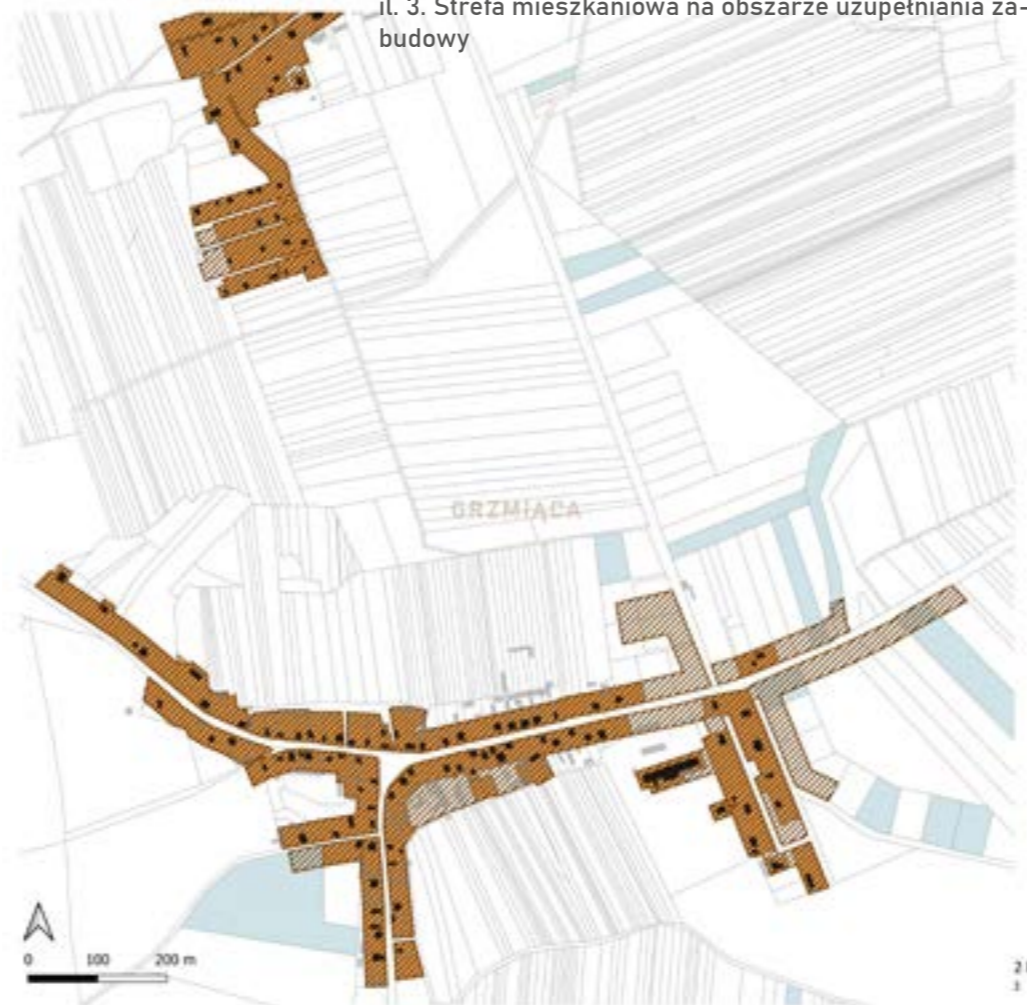 il. 3. Strefa mieszkaniowa na obszarze uzupełniania za-
budowy
GRZMIĄCA
0 100 200 m